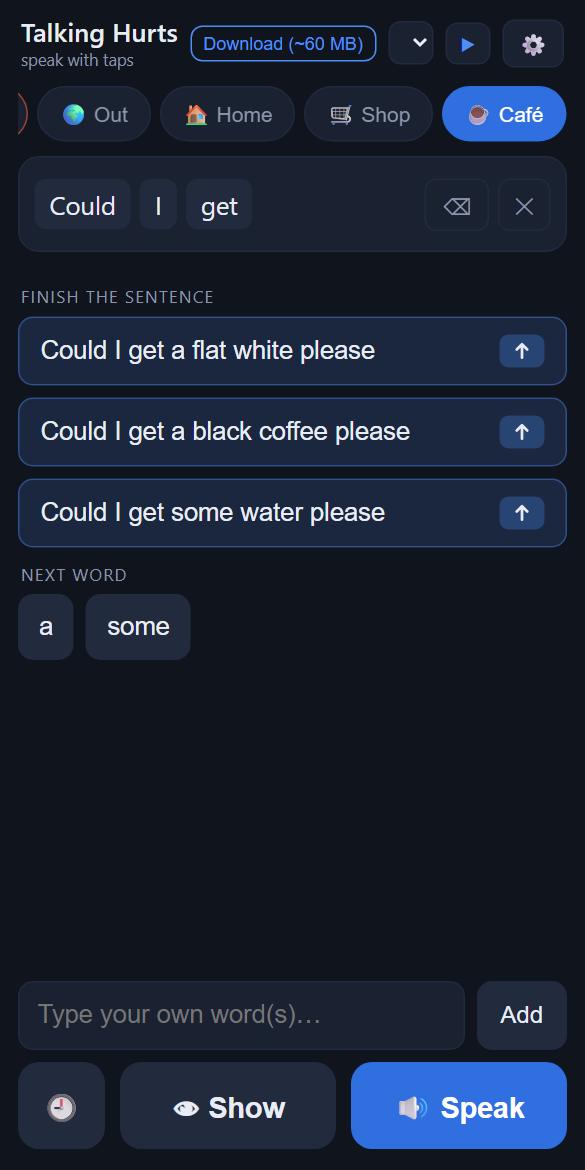 Talking Hurts
speak with taps
Download (~60 MB)
Out
Home
Shop
Café
Could I get
FINISH THE SENTENCE
Could I get a flat white please
Could I get a black coffee please
Could I get some water please
NEXT WORD
a
some
Type your own word(s)...
Add
Show
Speak